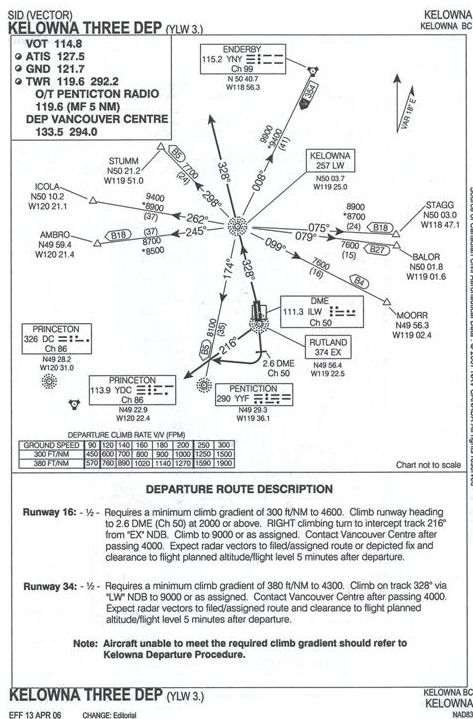 SID (VECTOR)
KELOWNA THREE DEP (YLW 3.)
KELOWNA
KELOWNA BC
VOT 114.8
ATIS 127.5
GND 121.7
TWR 119.6 292.2
O/T PENTICTON RADIO
119.6 (MF 5 NM)
DEP VANCOUVER CENTRE
133.5 294.0
ENDERBY
115.2 YNY
Ch 99
N 50 40.7
W118 56.3
354
VAR 18° E
9800
*9400
(41)
008°
328°
KELOWNA
257 LW
N50 03.7
W119 25.0
STUMM
N50 21.2
W119 51.0
B5
7700
(24)
298°
ICOLA
N50 10.2
W120 21.1
9400
*8900
(37)
262°
AMBRO
N49 59.4
W120 21.4
B18
(37)
8700
*8500
245°
075°
8900
*8700
(24)
B18
STAGG
N50 03.0
W118 47.1
079°
7600
(15)
B27
BALOR
N50 01.8
W119 01.6
099°
7600
(16)
B4
MOORR
N49 56.3
W119 02.4
174°
328°
8100
(35)
B5
216°
DME
111.3 ILW
Ch 50
RUTLAND
374 EX
N49 56.4
W119 22.5
2.6 DME
Ch 50
PRINCETON
326 DC
Ch 86
N49 28.2
W120 31.0
PRINCETON
113.9 YDC
Ch 86
N49 22.9
W120 22.4
PENTICTION
290 YYF
N49 29.3
W119 36.1
DEPARTURE CLIMB RATE V/V (FPM)
GROUND SPEED 90 120 140 160 180 200 250 300
300 FT/NM 450 600 700 800 900 1000 1250 1500
380 FT/NM 570 760 890 1020 1140 1270 1590 1900
Chart not to scale
DEPARTURE ROUTE DESCRIPTION
Runway 16: - ½ - Requires a minimum climb gradient of 300 ft/NM to 4600. Climb runway heading
to 2.6 DME (Ch 50) at 2000 or above. RIGHT climbing turn to intercept track 216°
from "EX" NDB. Climb to 9000 or as assigned. Contact Vancouver Centre after
passing 4000. Expect radar vectors to filed/assigned route or depicted fix and
clearance to flight planned altitude/flight level 5 minutes after departure.
Runway 34: - ½ - Requires a minimum climb gradient of 380 ft/NM to 4300. Climb on track 328° via
"LW" NDB to 9000 or as assigned. Contact Vancouver Centre after passing 4000.
Expect radar vectors to filed/assigned route and clearance to flight planned
altitude/flight level 5 minutes after departure.
Note: Aircraft unable to meet the required climb gradient should refer to
Kelowna Departure Procedure.
KELOWNA THREE DEP (YLW 3.)
KELOWNA BC
KELOWNA
NAD83
EFF 13 APR 06 CHANGE: Editorial